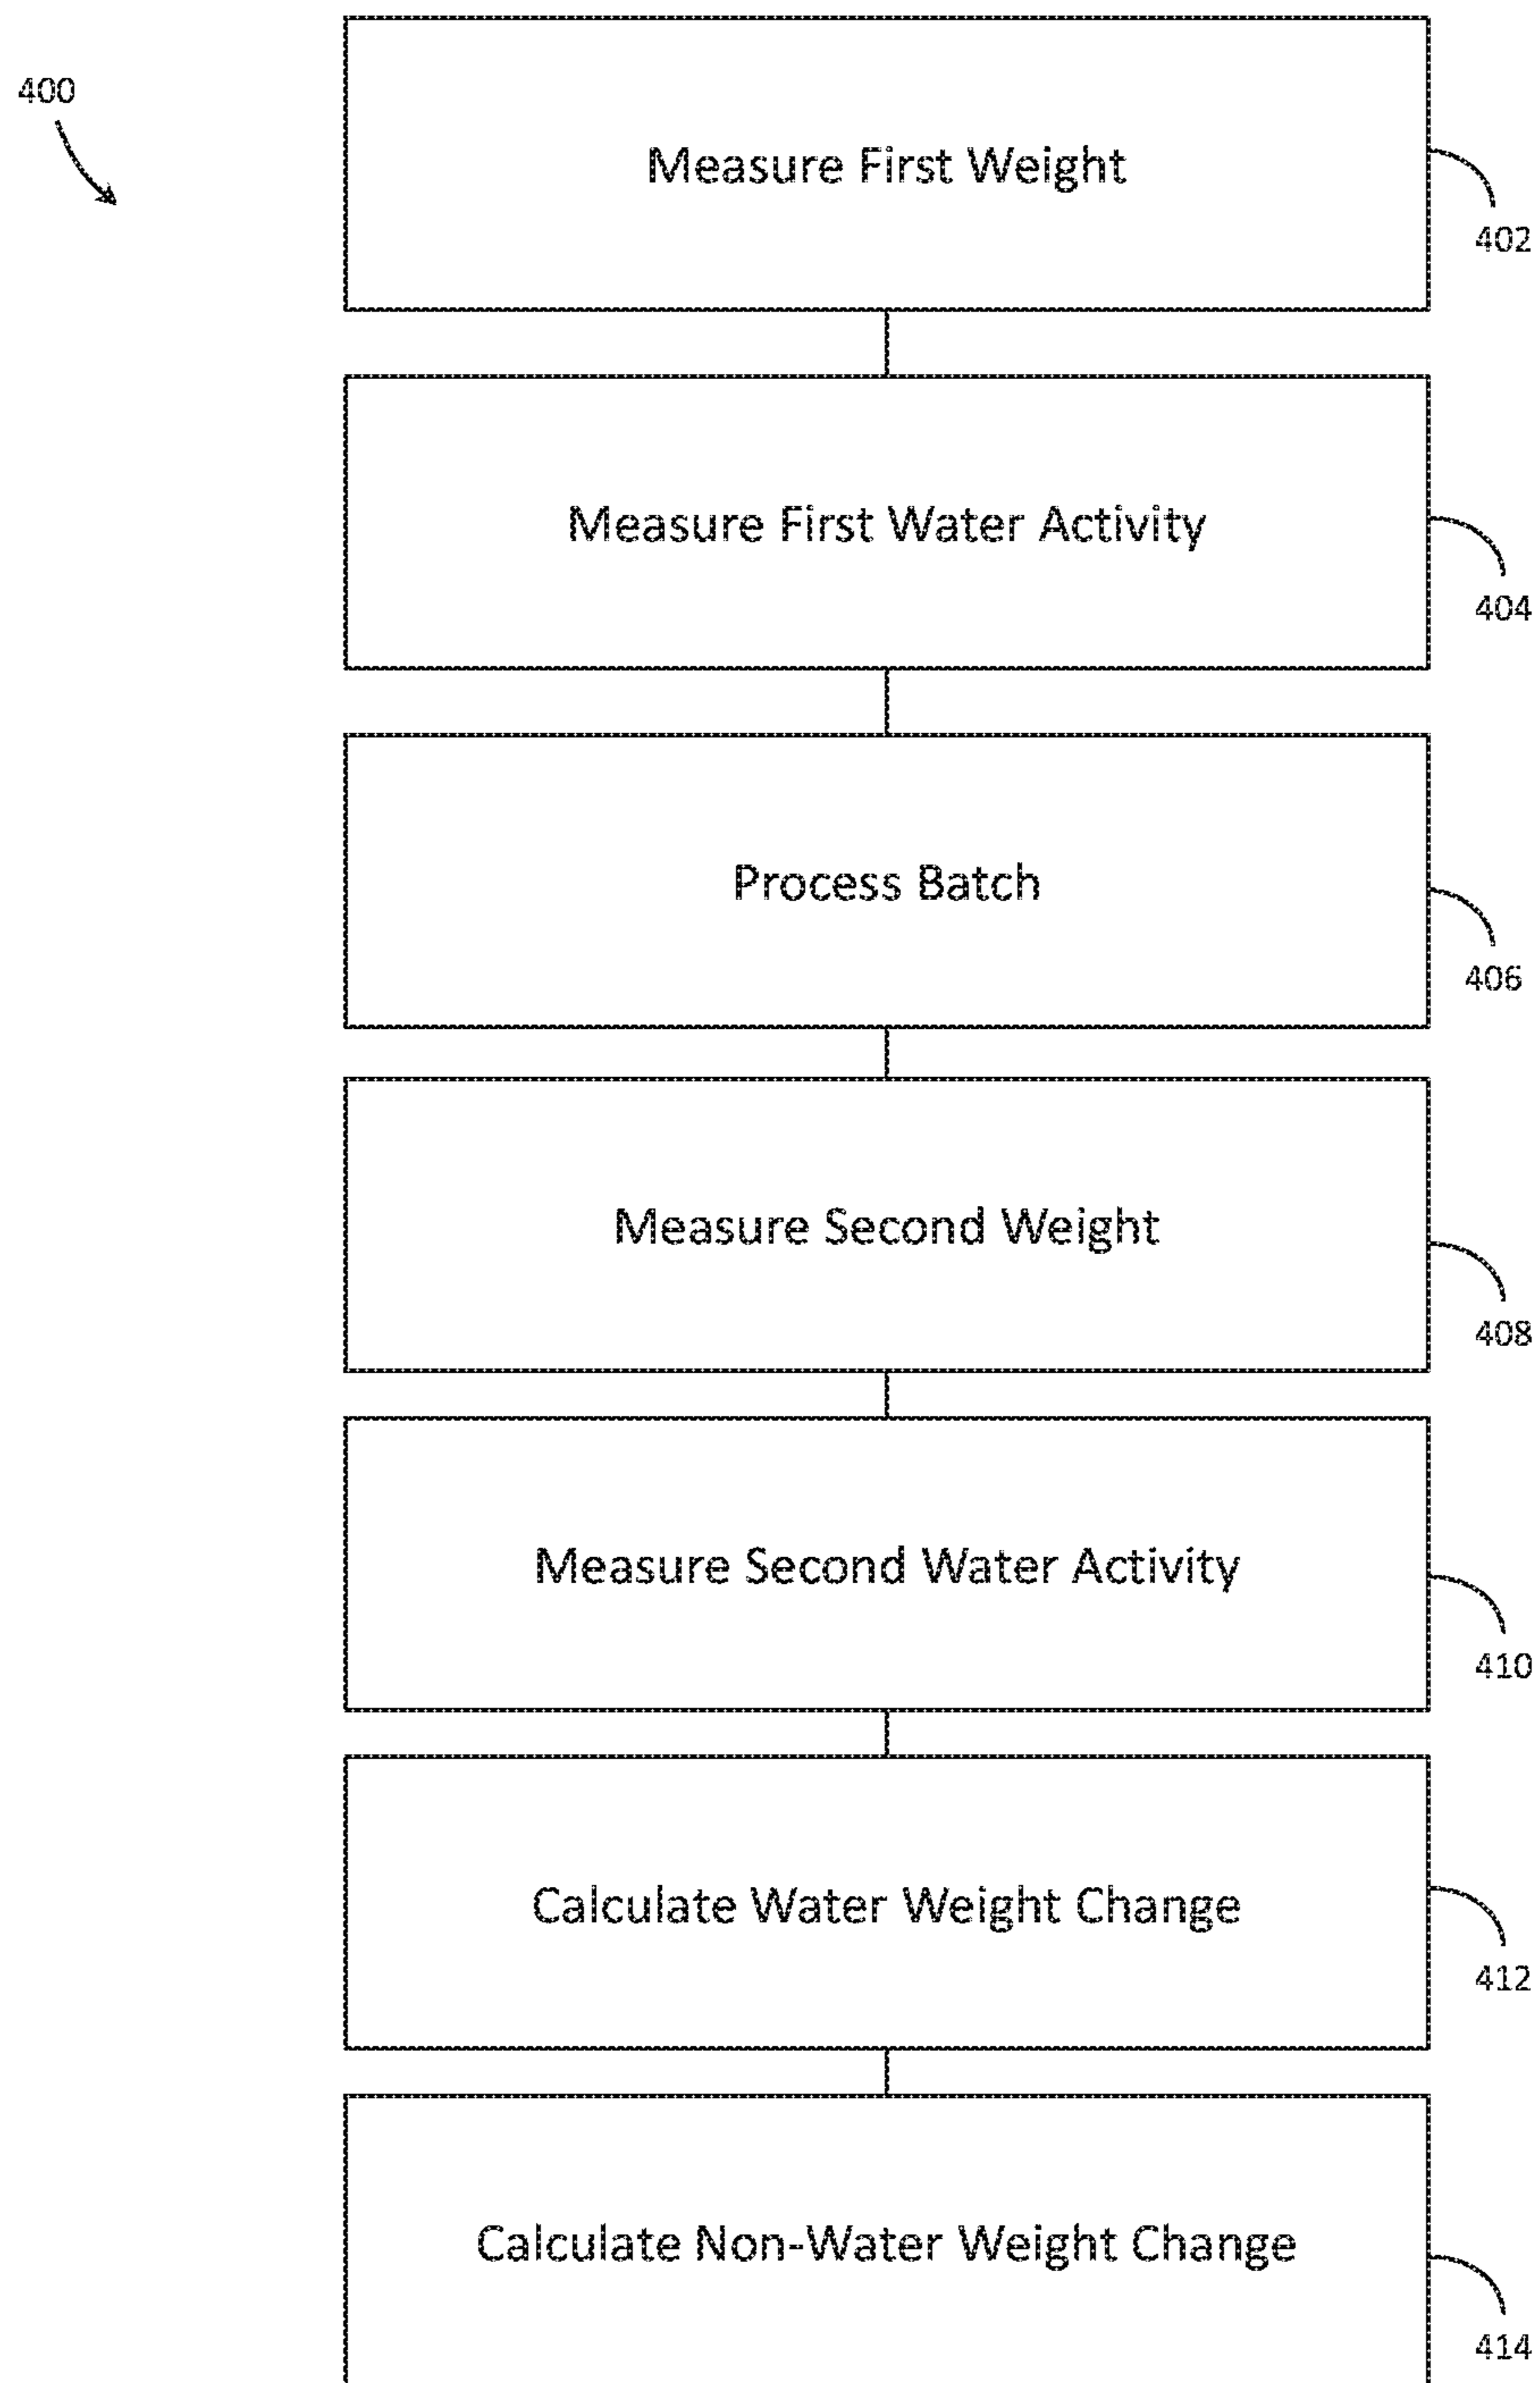 400
Measure First Weight
402
Measure First Water Activity
404
Process Batch
406
Measure Second Weight
408
Measure Second Water Activity
410
Calculate Water Weight Change
412
Calculate Non-Water Weight Change
414